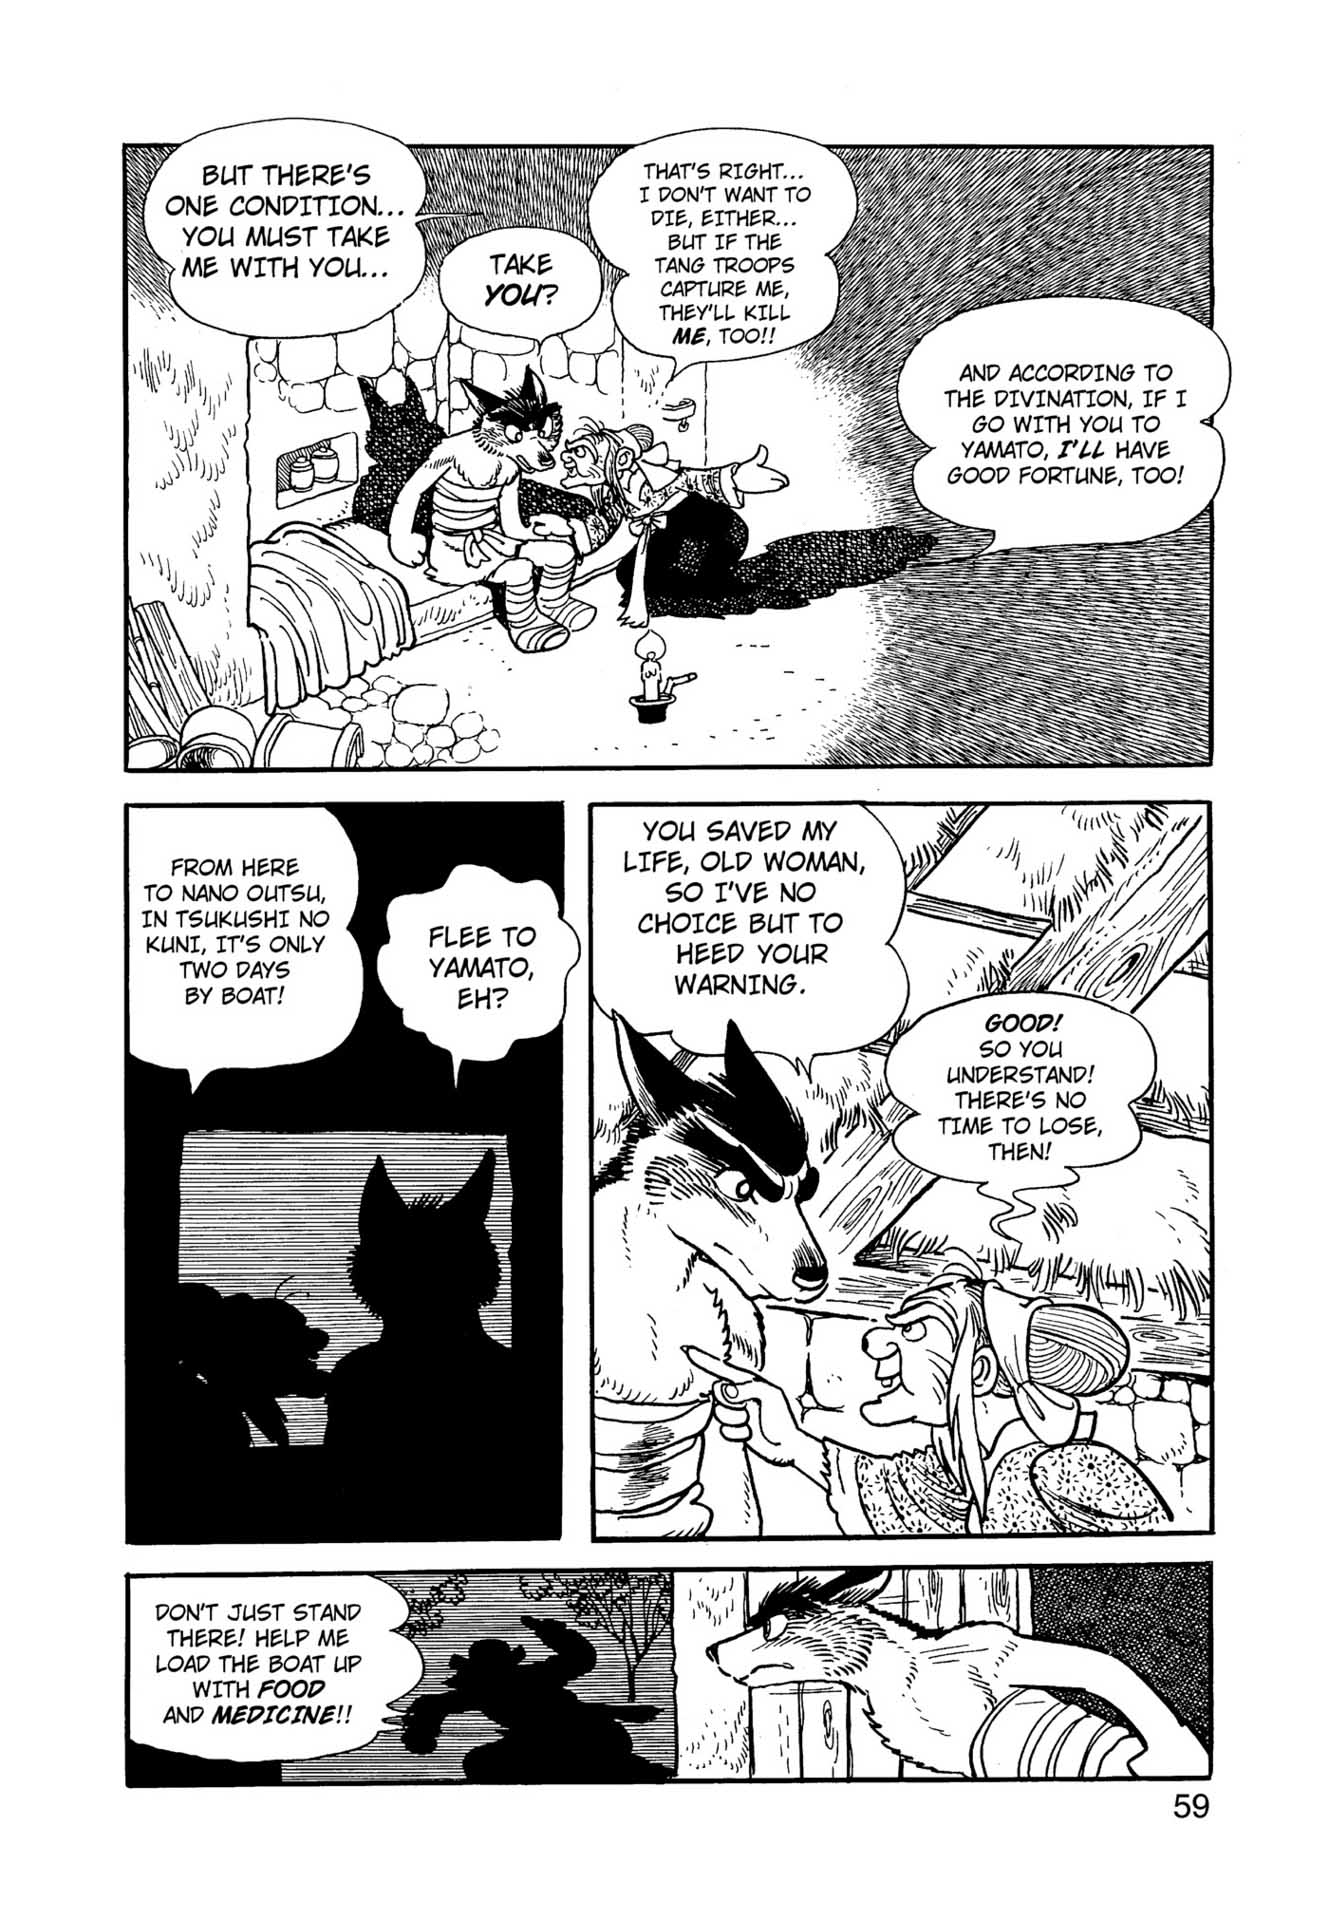 BUT THERE'S
ONE CONDITION...
YOU MUST TAKE
ME WITH YOU...
TAKE
YOU?
THAT'S RIGHT...
I DON'T WANT TO
DIE, EITHER...
BUT IF THE
TANG TROOPS
CAPTURE ME,
THEY'LL KILL
ME, TOO!!
AND ACCORDING TO
THE DIVINATION, IF I
GO WITH YOU TO
YAMATO, I'LL HAVE
GOOD FORTUNE, TOO!
FROM HERE
TO NANO OUTSU,
IN TSUKUSHI NO
KUNI, IT'S ONLY
TWO DAYS
BY BOAT!
FLEE TO
YAMATO,
EH?
YOU SAVED MY
LIFE, OLD WOMAN,
SO I'VE NO
CHOICE BUT TO
HEED YOUR
WARNING.
GOOD!
SO YOU
UNDERSTAND!
THERE'S NO
TIME TO LOSE,
THEN!
DON'T JUST STAND
THERE! HELP ME
LOAD THE BOAT UP
WITH FOOD
AND MEDICINE!!
59